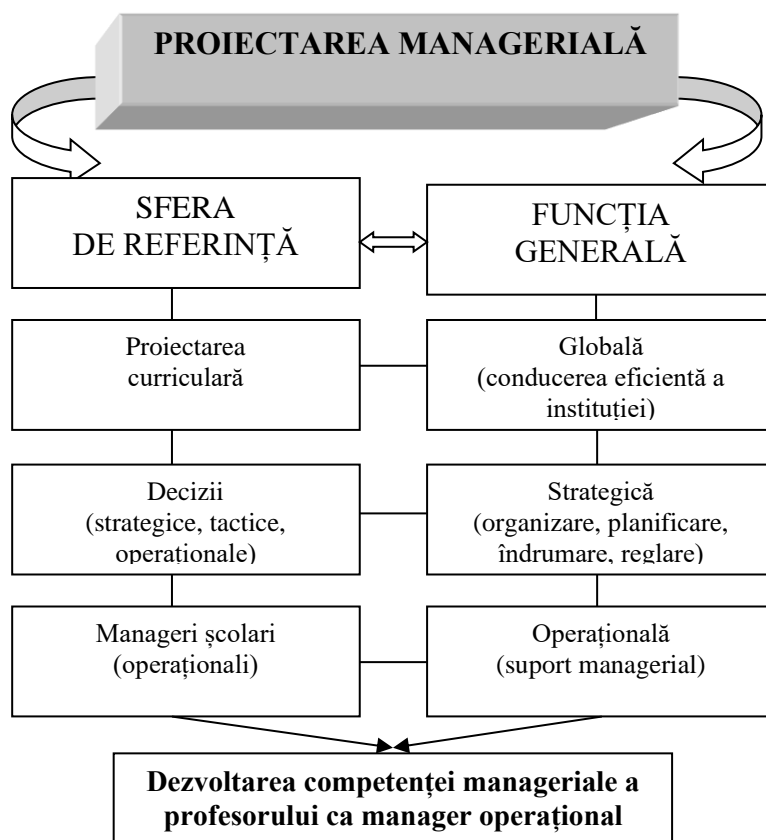 PROIECTAREA MANAGERIALĂ
SFERA
DE REFERINȚĂ
FUNCȚIA
GENERALĂ
Proiectarea
curriculară
Globală
(conducerea eficientă a
instituției)
Decizii
(strategice, tactice,
operaționale)
Strategică
(organizare, planificare,
îndrumare, reglare)
Manageri școlari
(operaționali)
Operațională
(suport managerial)
Dezvoltarea competenței manageriale a
profesorului ca manager operațional